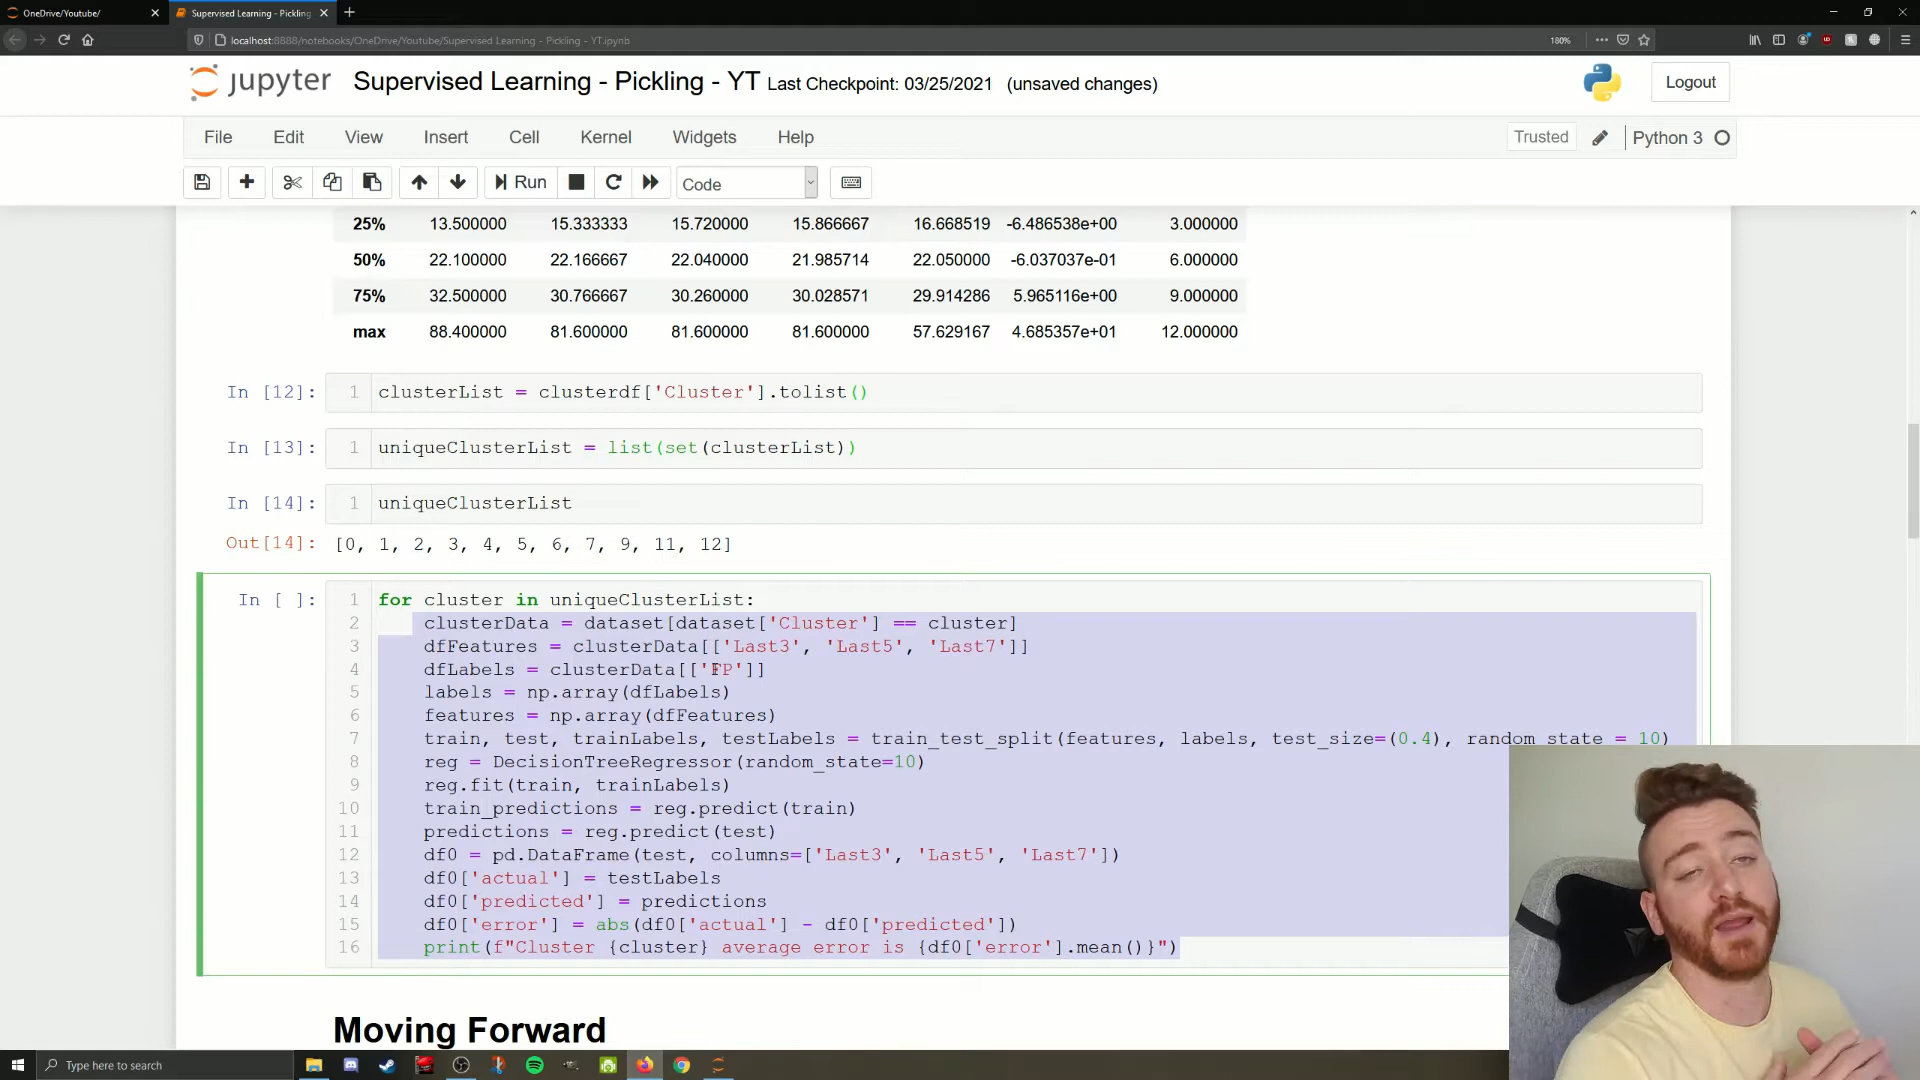 OneDrive/Youtube/
Supervised Learning - Pickling
localhost:8888/notebooks/OneDrive/Youtube/Supervised Learning - Pickling - YT.ipynb
180%
jupyter
Supervised Learning - Pickling - YT Last Checkpoint: 03/25/2021 (unsaved changes)
Logout
File Edit View Insert Cell Kernel Widgets Help
Trusted
Python 3
Run
Code
25% 13.500000 15.333333 15.720000 15.866667 16.668519 -6.486538e+00 3.000000
50% 22.100000 22.166667 22.040000 21.985714 22.050000 -6.037037e-01 6.000000
75% 32.500000 30.766667 30.260000 30.028571 29.914286 5.965116e+00 9.000000
max 88.400000 81.600000 81.600000 81.600000 57.629167 4.685357e+01 12.000000
In [12]: 1 clusterList = clusterdf['Cluster'].tolist()
In [13]: 1 uniqueClusterList = list(set(clusterList))
In [14]: 1 uniqueClusterList
Out[14]: [0, 1, 2, 3, 4, 5, 6, 7, 9, 11, 12]
In [ ]: 1 for cluster in uniqueClusterList:
2 clusterData = dataset[dataset['Cluster'] == cluster]
3 dfFeatures = clusterData[['Last3', 'Last5', 'Last7']]
4 dfLabels = clusterData[['FP']]
5 labels = np.array(dfLabels)
6 features = np.array(dfFeatures)
7 train, test, trainLabels, testLabels = train_test_split(features, labels, test_size=(0.4), random_state = 10)
8 reg = DecisionTreeRegressor(random_state=10)
9 reg.fit(train, trainLabels)
10 train_predictions = reg.predict(train)
11 predictions = reg.predict(test)
12 df0 = pd.DataFrame(test, columns=['Last3', 'Last5', 'Last7'])
13 df0['actual'] = testLabels
14 df0['predicted'] = predictions
15 df0['error'] = abs(df0['actual'] - df0['predicted'])
16 print(f"Cluster {cluster} average error is {df0['error'].mean()}")
Moving Forward
Type here to search